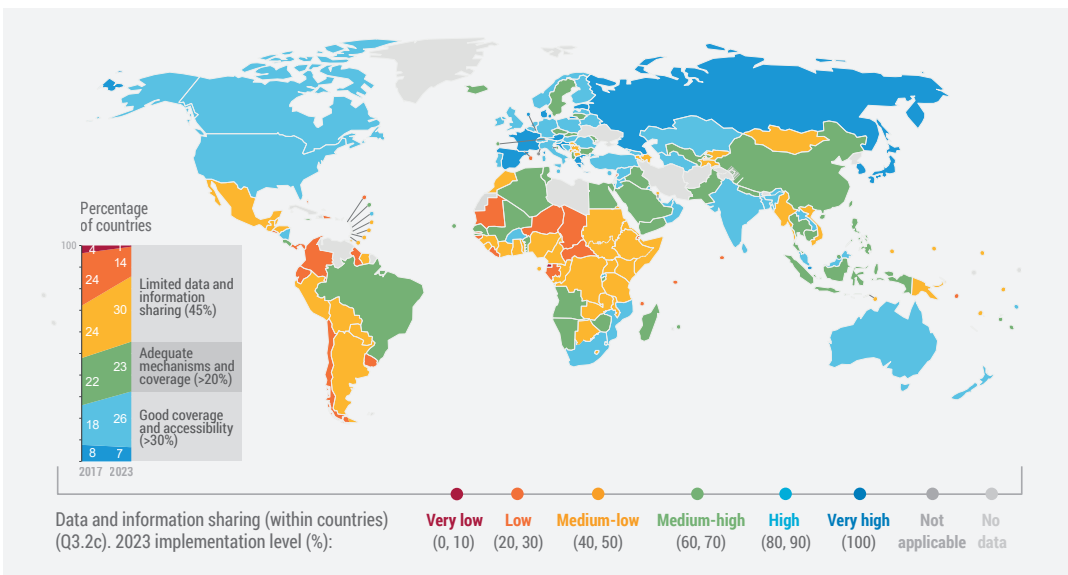 Percentage
of countries
100
4
1
24
14
24
30
22
23
18
26
8
7
2017
2023
Limited data and
information
sharing (45%)
Adequate
mechanisms and
coverage (>20%)
Good coverage
and accessibility
(>30%)
Data and information sharing (within countries)
(Q3.2c). 2023 implementation level (%):
Very low
(0, 10)
Low
(20, 30)
Medium-low
(40, 50)
Medium-high
(60, 70)
High
(80, 90)
Very high
(100)
Not
applicable
No
data